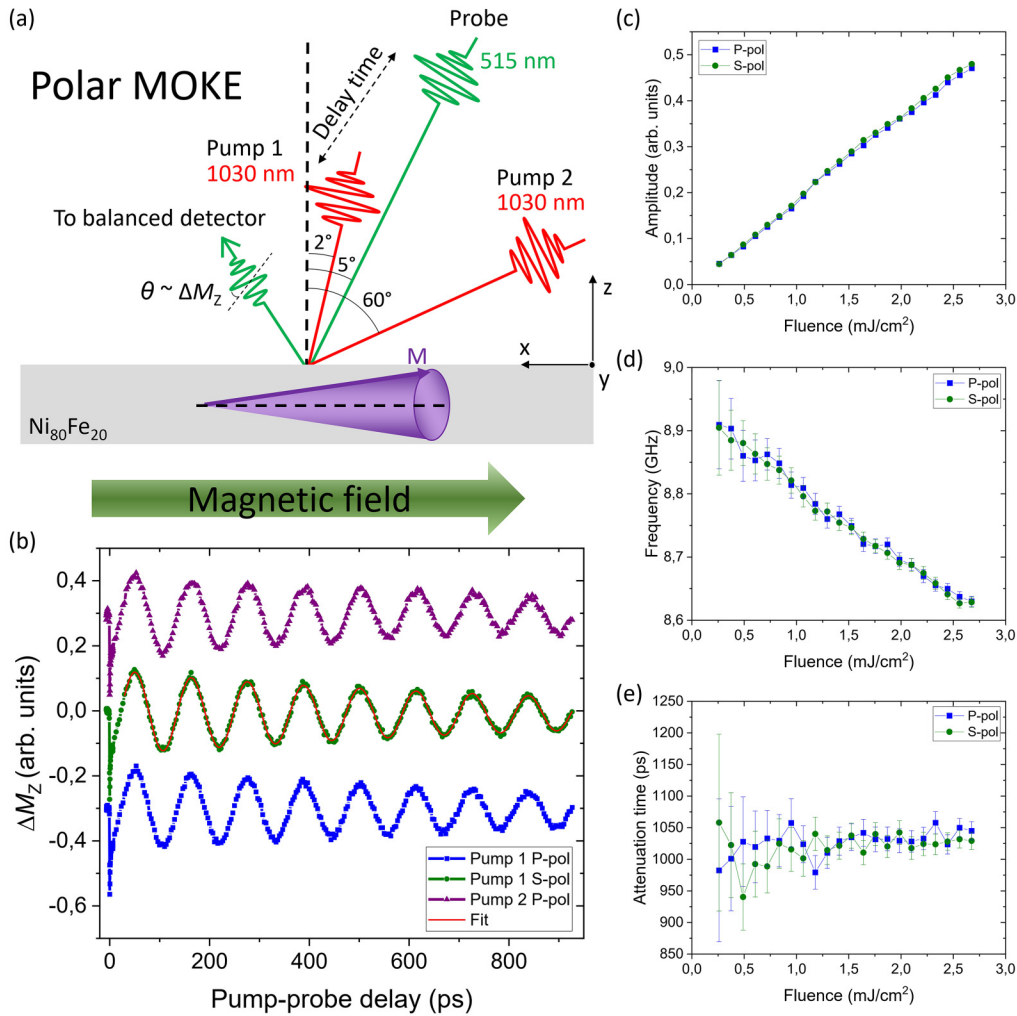 (a)
Polar MOKE
Probe
515 nm
Delay time
Pump 1
1030 nm
Pump 2
1030 nm
To balanced detector
θ ~ ΔM_Z
2°
5°
60°
z
x
y
M
Ni₈₀Fe₂₀
Magnetic field
(b)
ΔM_Z (arb. units)
0,4
0,2
0,0
-0,2
-0,4
-0,6
Pump 1 P-pol
Pump 1 S-pol
Pump 2 P-pol
Fit
0 200 400 600 800
Pump-probe delay (ps)
(c)
Amplitude (arb. units)
0,5
0,4
0,3
0,2
0,1
0,0
P-pol
S-pol
0,0 0,5 1,0 1,5 2,0 2,5 3,0
Fluence (mJ/cm²)
(d)
Frequency (GHz)
9,0
8,9
8,8
8,7
8,6
P-pol
S-pol
0,0 0,5 1,0 1,5 2,0 2,5 3,0
Fluence (mJ/cm²)
(e)
Attenuation time (ps)
1250
1200
1150
1100
1050
1000
950
900
850
P-pol
S-pol
0,0 0,5 1,0 1,5 2,0 2,5 3,0
Fluence (mJ/cm²)